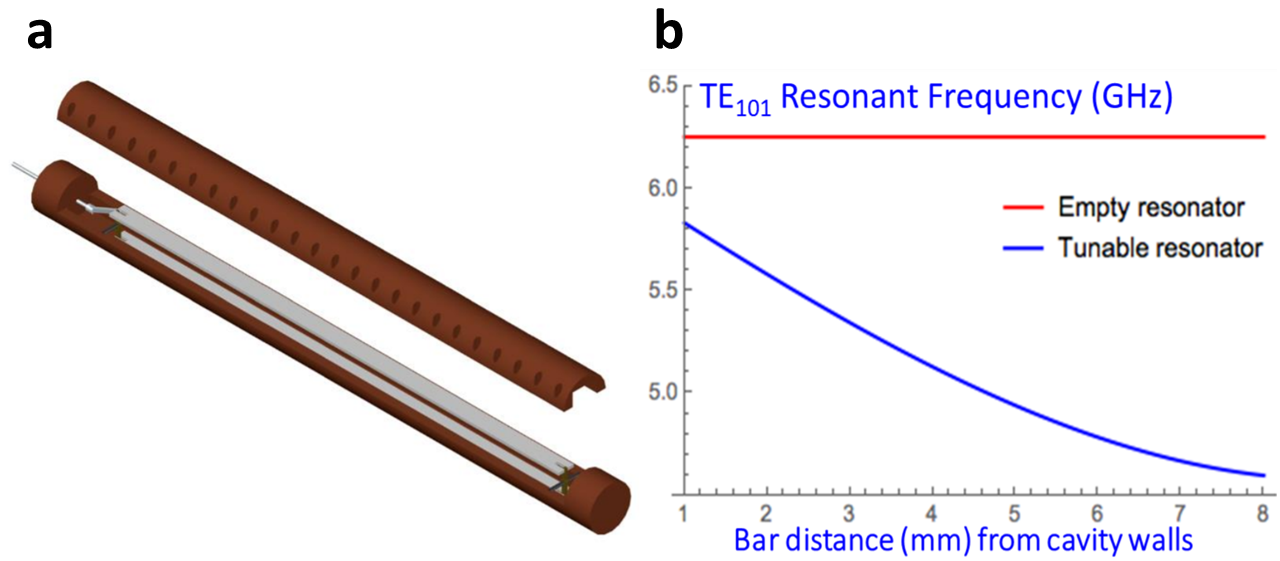 a
b
TE101 Resonant Frequency (GHz)
6.5
6.0
5.5
5.0
Empty resonator
Tunable resonator
1 2 3 4 5 6 7 8
Bar distance (mm) from cavity walls